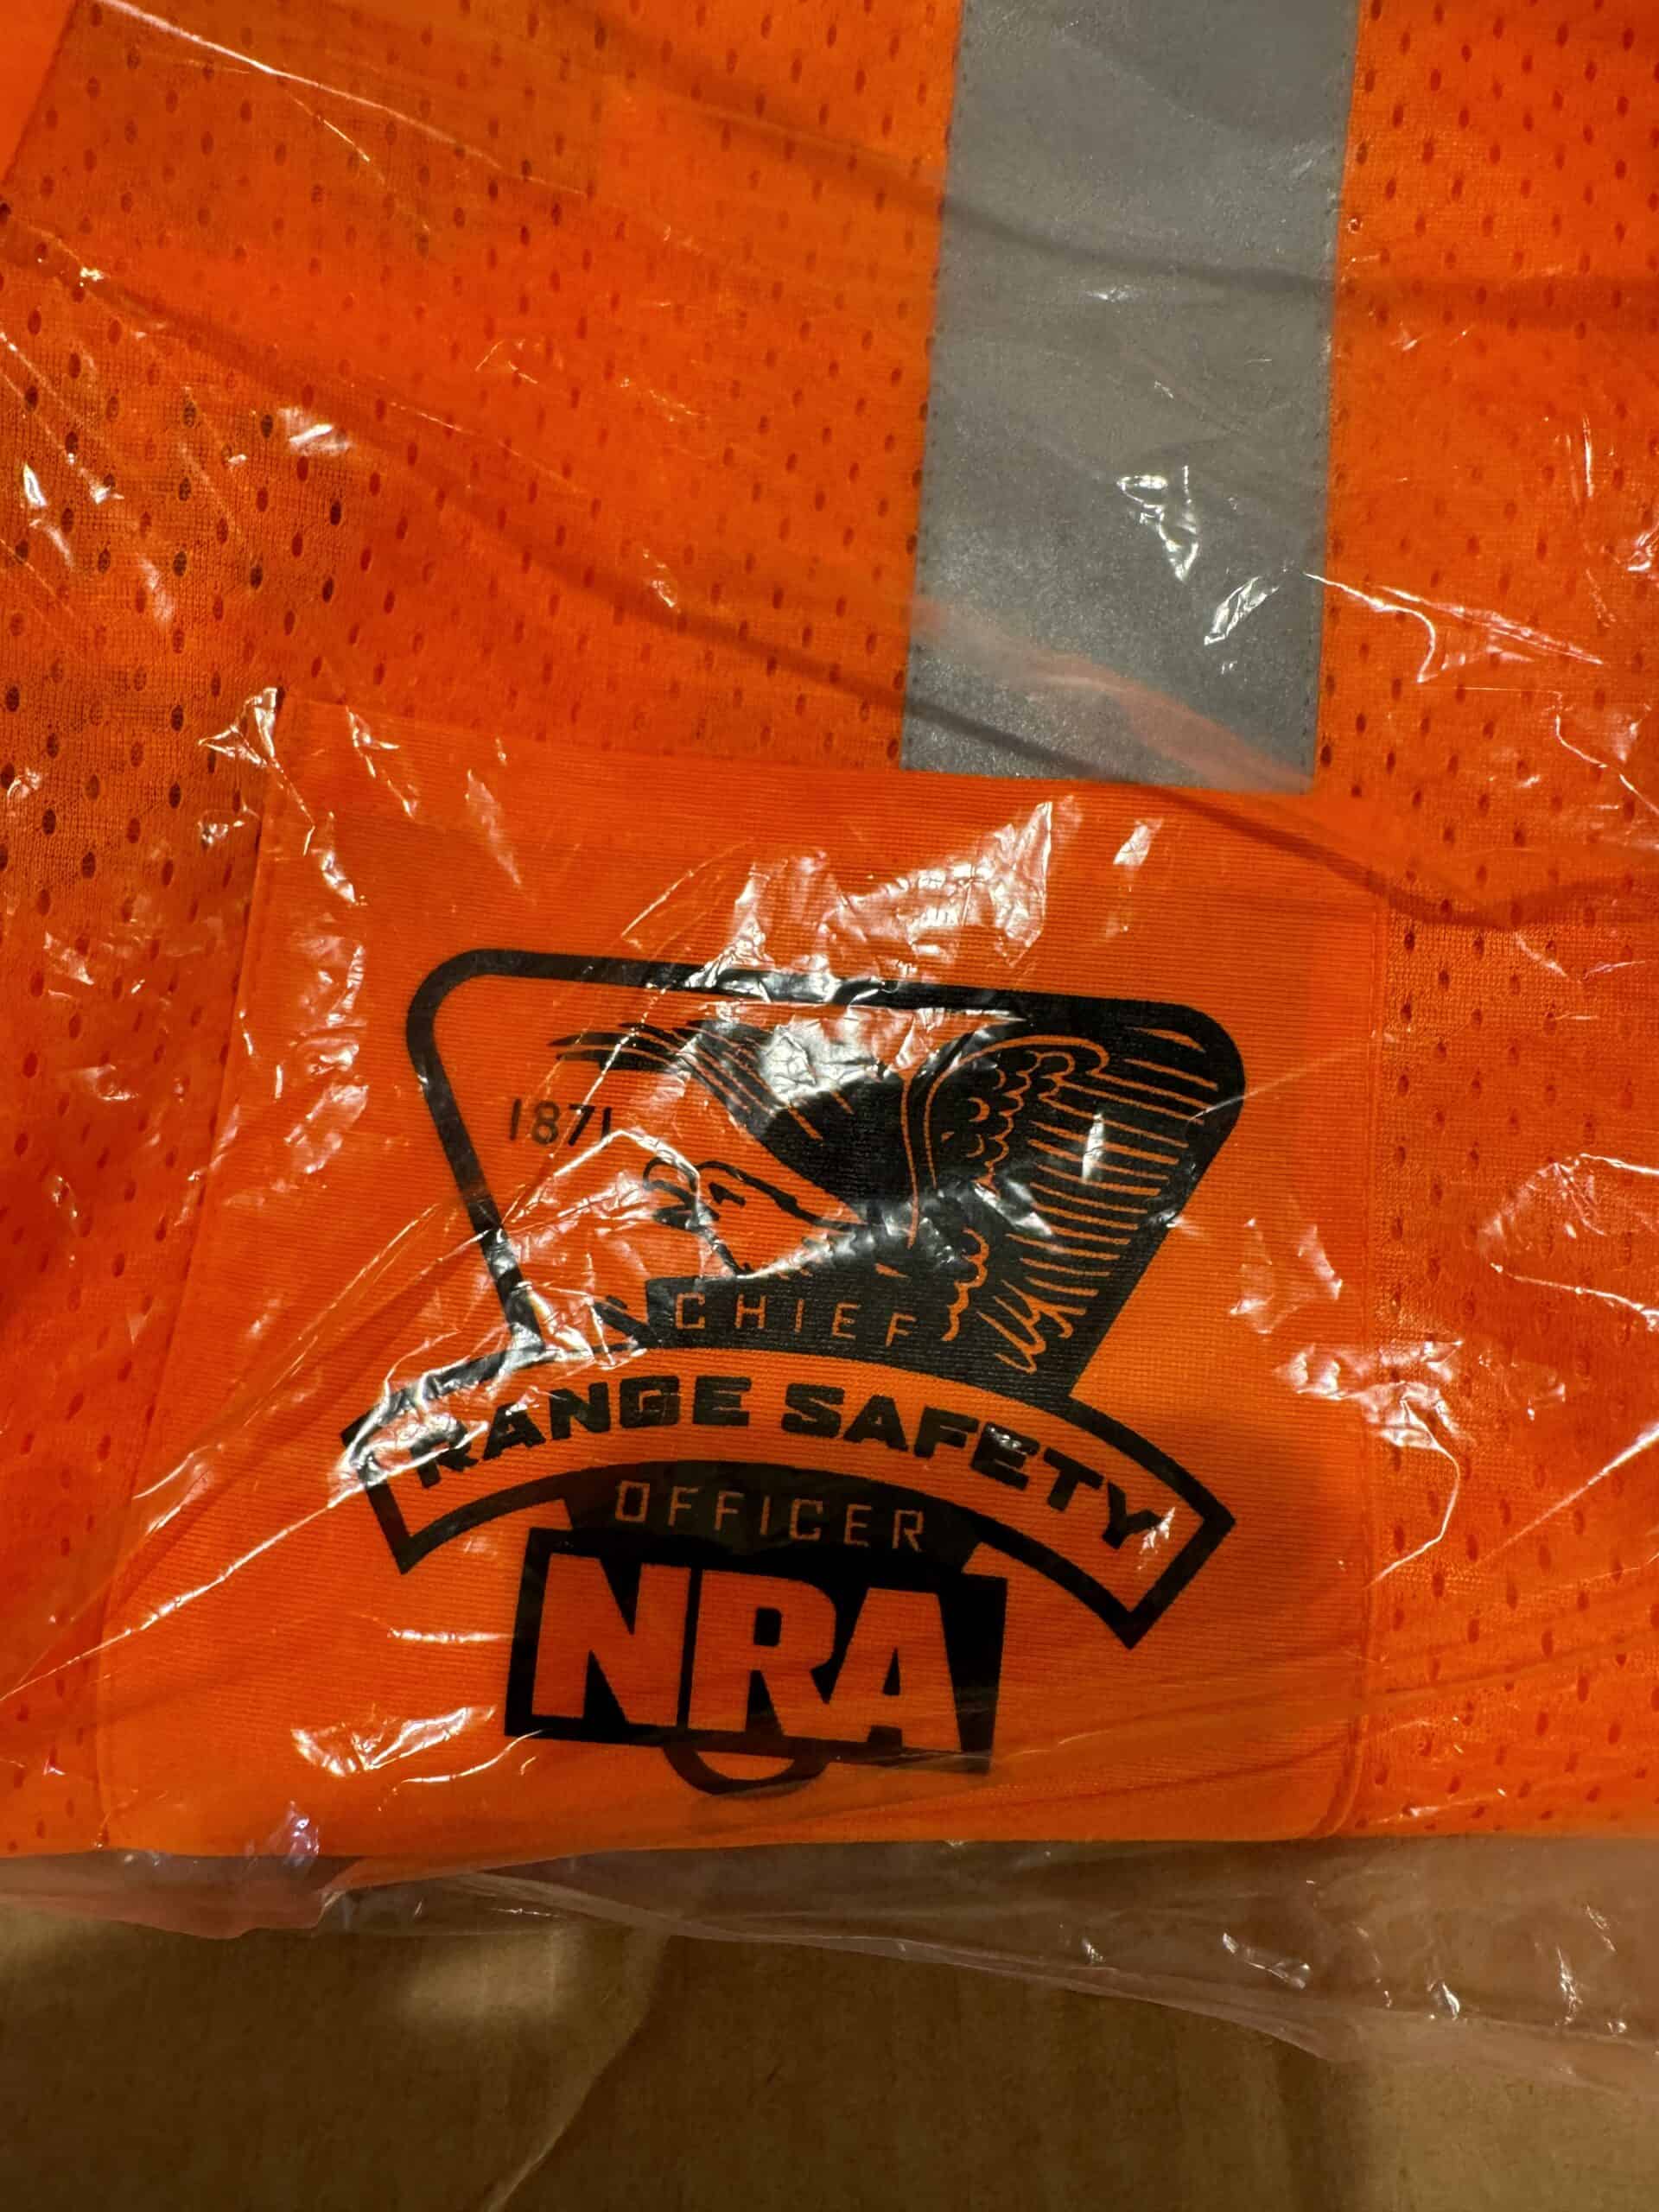 1871
CHIEF
RANGE SAFETY
OFFICER
NRA